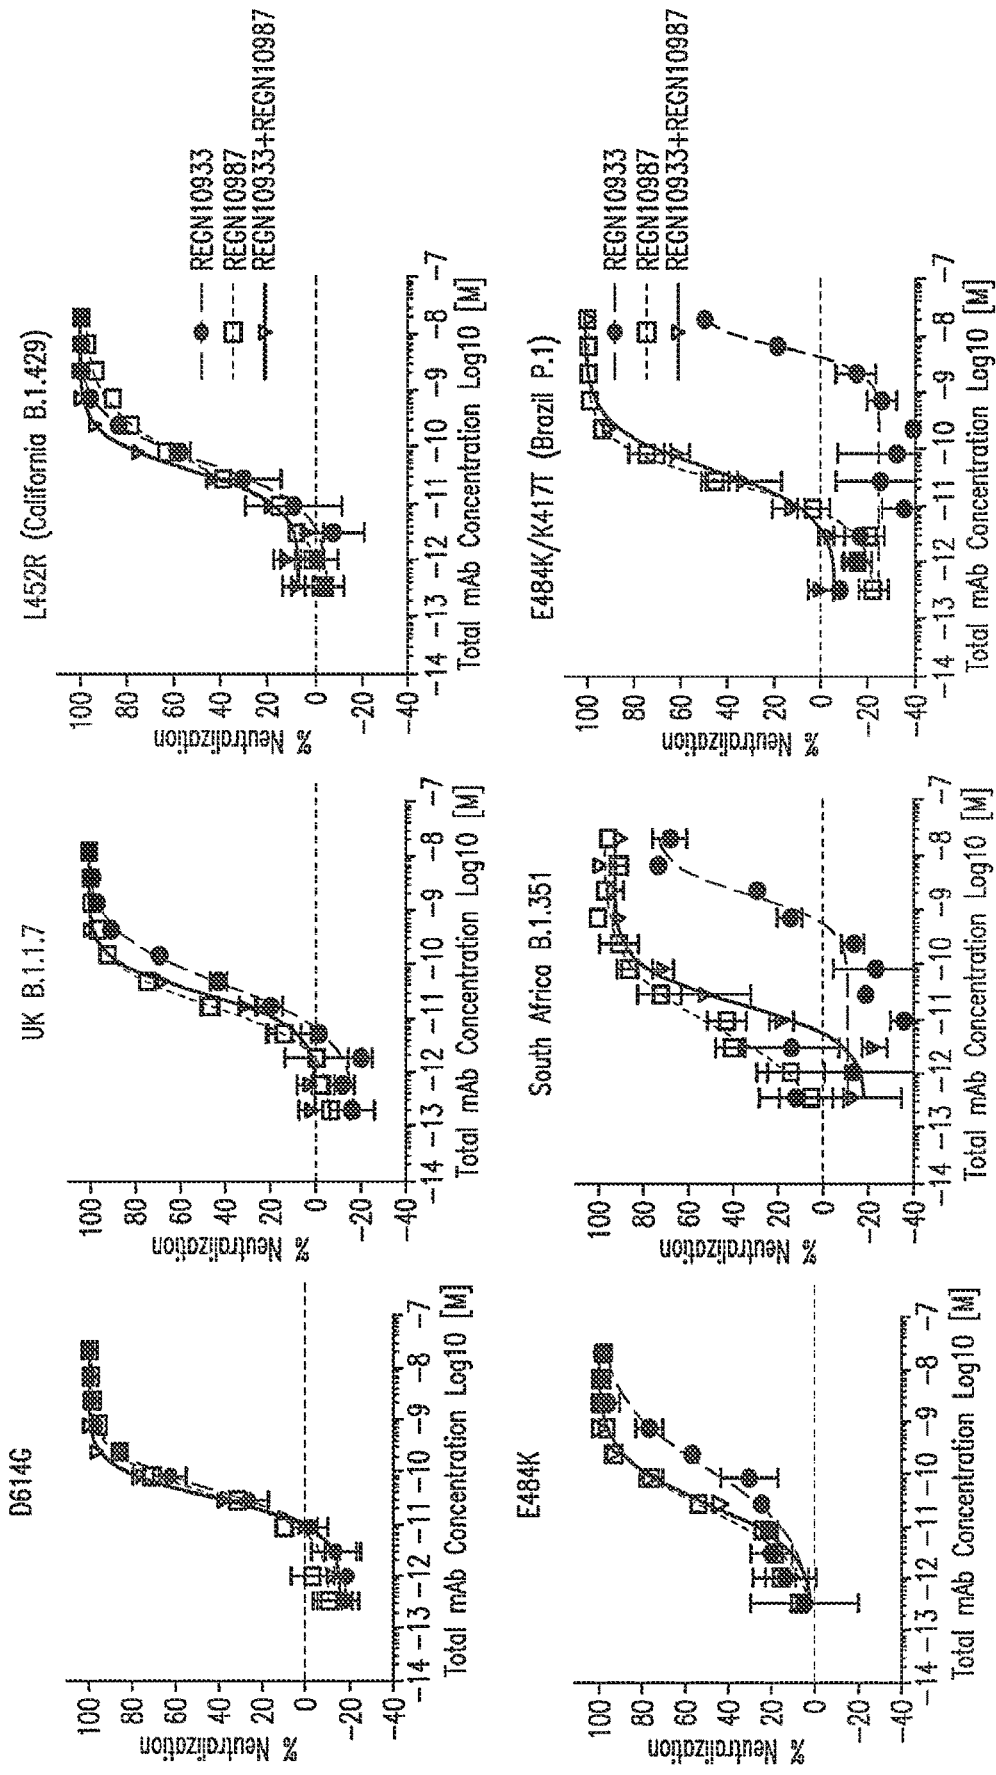 D614G
% Neutralization
100
80
60
40
20
0
-20
-40
-14 -13 -12 -11 -10 -9 -8 -7
Total mAb Concentration Log10 [M]
UK B.1.1.7
% Neutralization
100
80
60
40
20
0
-20
-40
-14 -13 -12 -11 -10 -9 -8 -7
Total mAb Concentration Log10 [M]
L452R (California B.1.429)
% Neutralization
100
80
60
40
20
0
-20
-40
-14 -13 -12 -11 -10 -9 -8 -7
Total mAb Concentration Log10 [M]
REGN10933
REGN10987
REGN10933+REGN10987
E484K
% Neutralization
100
80
60
40
20
0
-20
-40
-14 -13 -12 -11 -10 -9 -8 -7
Total mAb Concentration Log10 [M]
South Africa B.1.351
% Neutralization
100
80
60
40
20
0
-20
-40
-14 -13 -12 -11 -10 -9 -8 -7
Total mAb Concentration Log10 [M]
E484K/K417T (Brazil P.1)
% Neutralization
100
80
60
40
20
0
-20
-40
-14 -13 -12 -11 -10 -9 -8 -7
Total mAb Concentration Log10 [M]
REGN10933
REGN10987
REGN10933+REGN10987